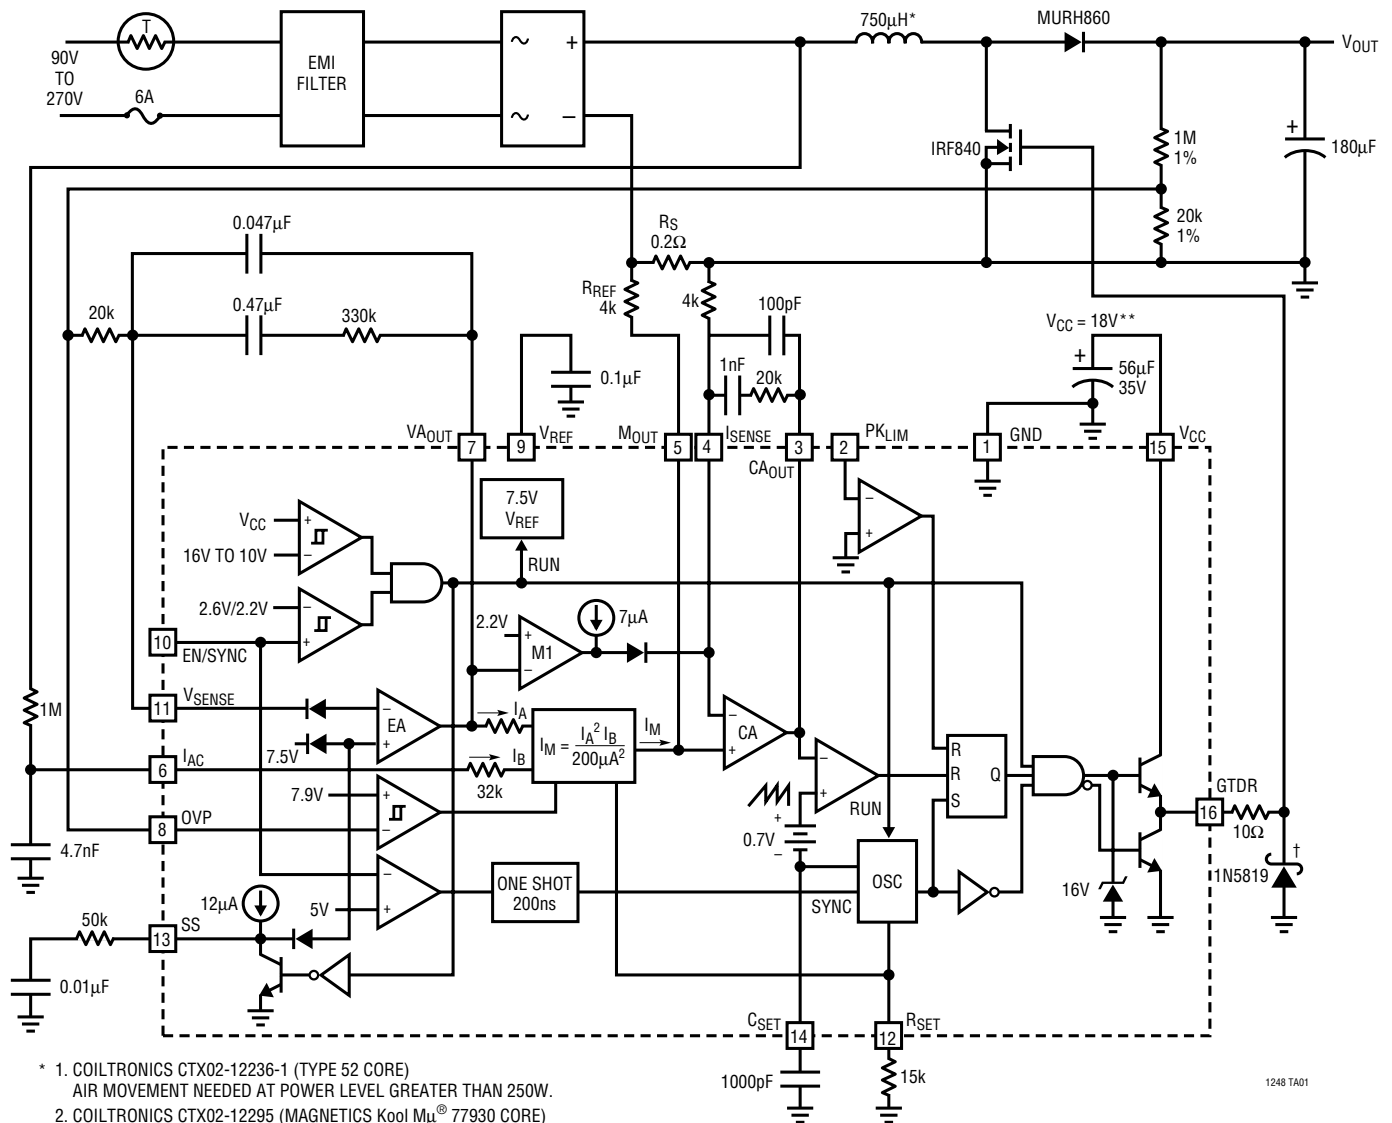 T
90V
TO
270V
6A
EMI
FILTER
~
~
+
–
750µH*
MURH860
VOUT
IRF840
1M
1%
20k
1%
+
180µF
RS
0.2Ω
RREF
4k
4k
100pF
1nF
20k
0.047µF
20k
0.47µF
330k
0.1µF
VCC = 18V**
+
56µF
35V
VAOUT
7
9
VREF
MOUT
5
4
ISENSE
3
CAOUT
2
PKLIM
1
GND
15
VCC
7.5V
VREF
RUN
VCC
+
16V TO 10V
–
2.6V/2.2V
–
+
10
EN/SYNC
2.2V
+
M1
–
7µA
–
+
1M
11
VSENSE
–
EA
7.5V
+
IA
IM = IA2 IB
200µA2
IM
–
CA
+
6
IAC
IB
32k
7.9V
+
–
8
OVP
4.7nF
–
+
RUN
+
0.7V
–
R
R
Q
S
16
GTDR
10Ω
†
1N5819
16V
–
5V
+
ONE SHOT
200ns
SYNC
OSC
12µA
50k
13
SS
0.01µF
CSET
14
RSET
12
1000pF
15k
* 1. COILTRONICS CTX02-12236-1 (TYPE 52 CORE)
AIR MOVEMENT NEEDED AT POWER LEVEL GREATER THAN 250W.
2. COILTRONICS CTX02-12295 (MAGNETICS Kool Mµ® 77930 CORE)
1248 TA01